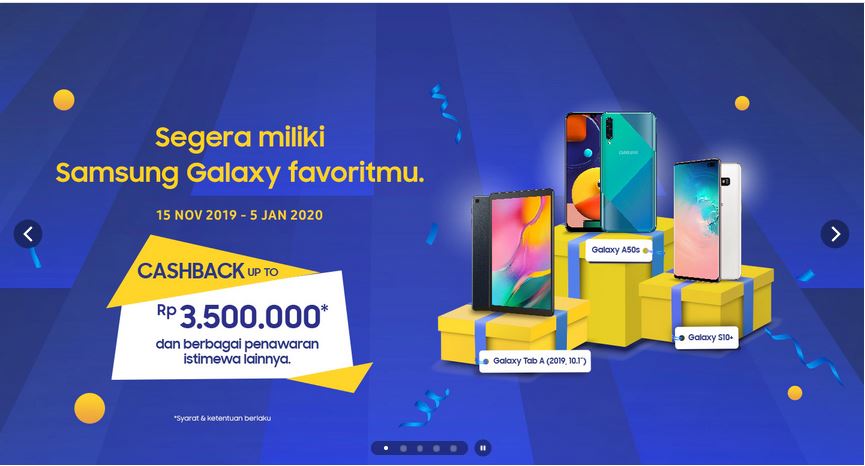 Segera miliki
Samsung Galaxy favoritmu.
15 NOV 2019 - 5 JAN 2020
CASHBACK UP TO
Rp 3.500.000*
dan berbagai penawaran
istimewa lainnya.
*Syarat & ketentuan berlaku
SAMSUNG
Galaxy A50s
Galaxy S10+
Galaxy Tab A (2019, 10.1")